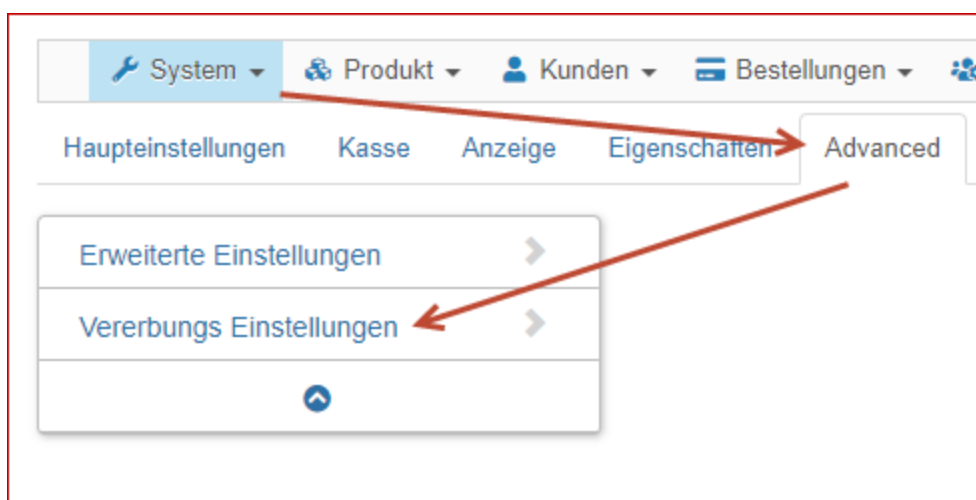 System Produkt Kunden Bestellungen
Haupteinstellungen Kasse Anzeige Eigenschaften Advanced
Erweiterte Einstellungen
Vererbungs Einstellungen